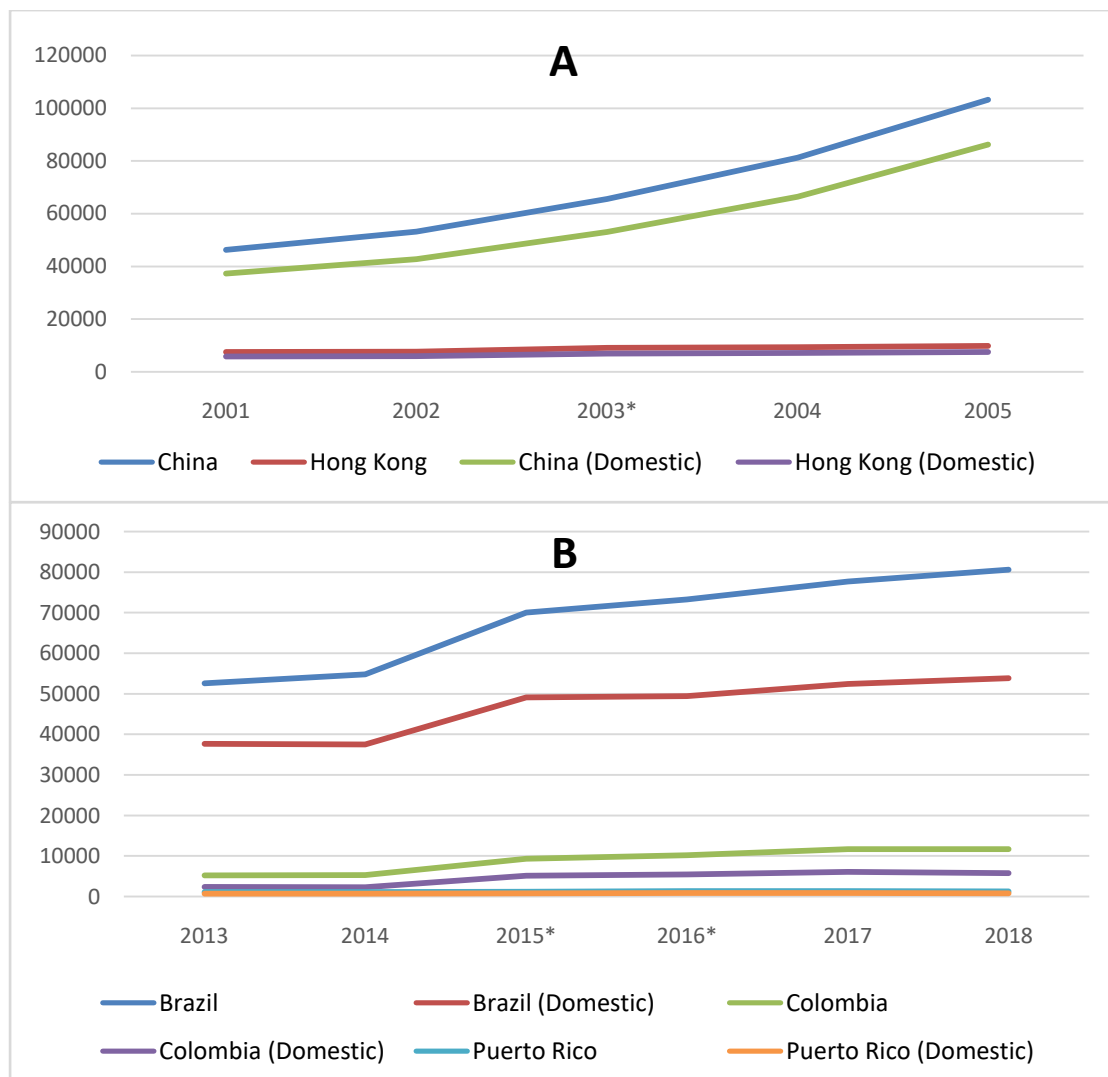 A
120000
100000
80000
60000
40000
20000
0
2001 2002 2003* 2004 2005
China Hong Kong China (Domestic) Hong Kong (Domestic)
B
90000
80000
70000
60000
50000
40000
30000
20000
10000
0
2013 2014 2015* 2016* 2017 2018
Brazil Brazil (Domestic) Colombia
Colombia (Domestic) Puerto Rico Puerto Rico (Domestic)